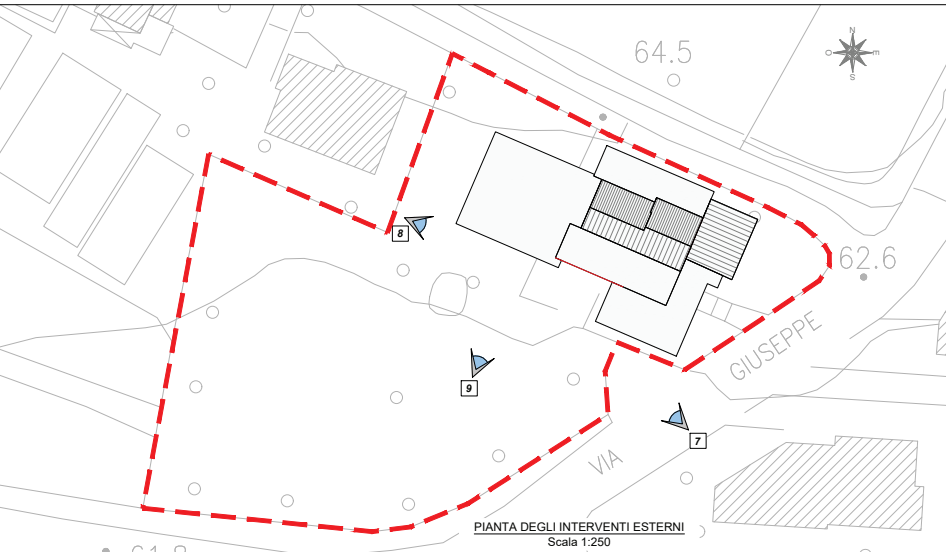 64.5
N
O E
S
8
62.6
GIUSEPPE
9
7
VIA
PIANTA DEGLI INTERVENTI ESTERNI
Scala 1:250